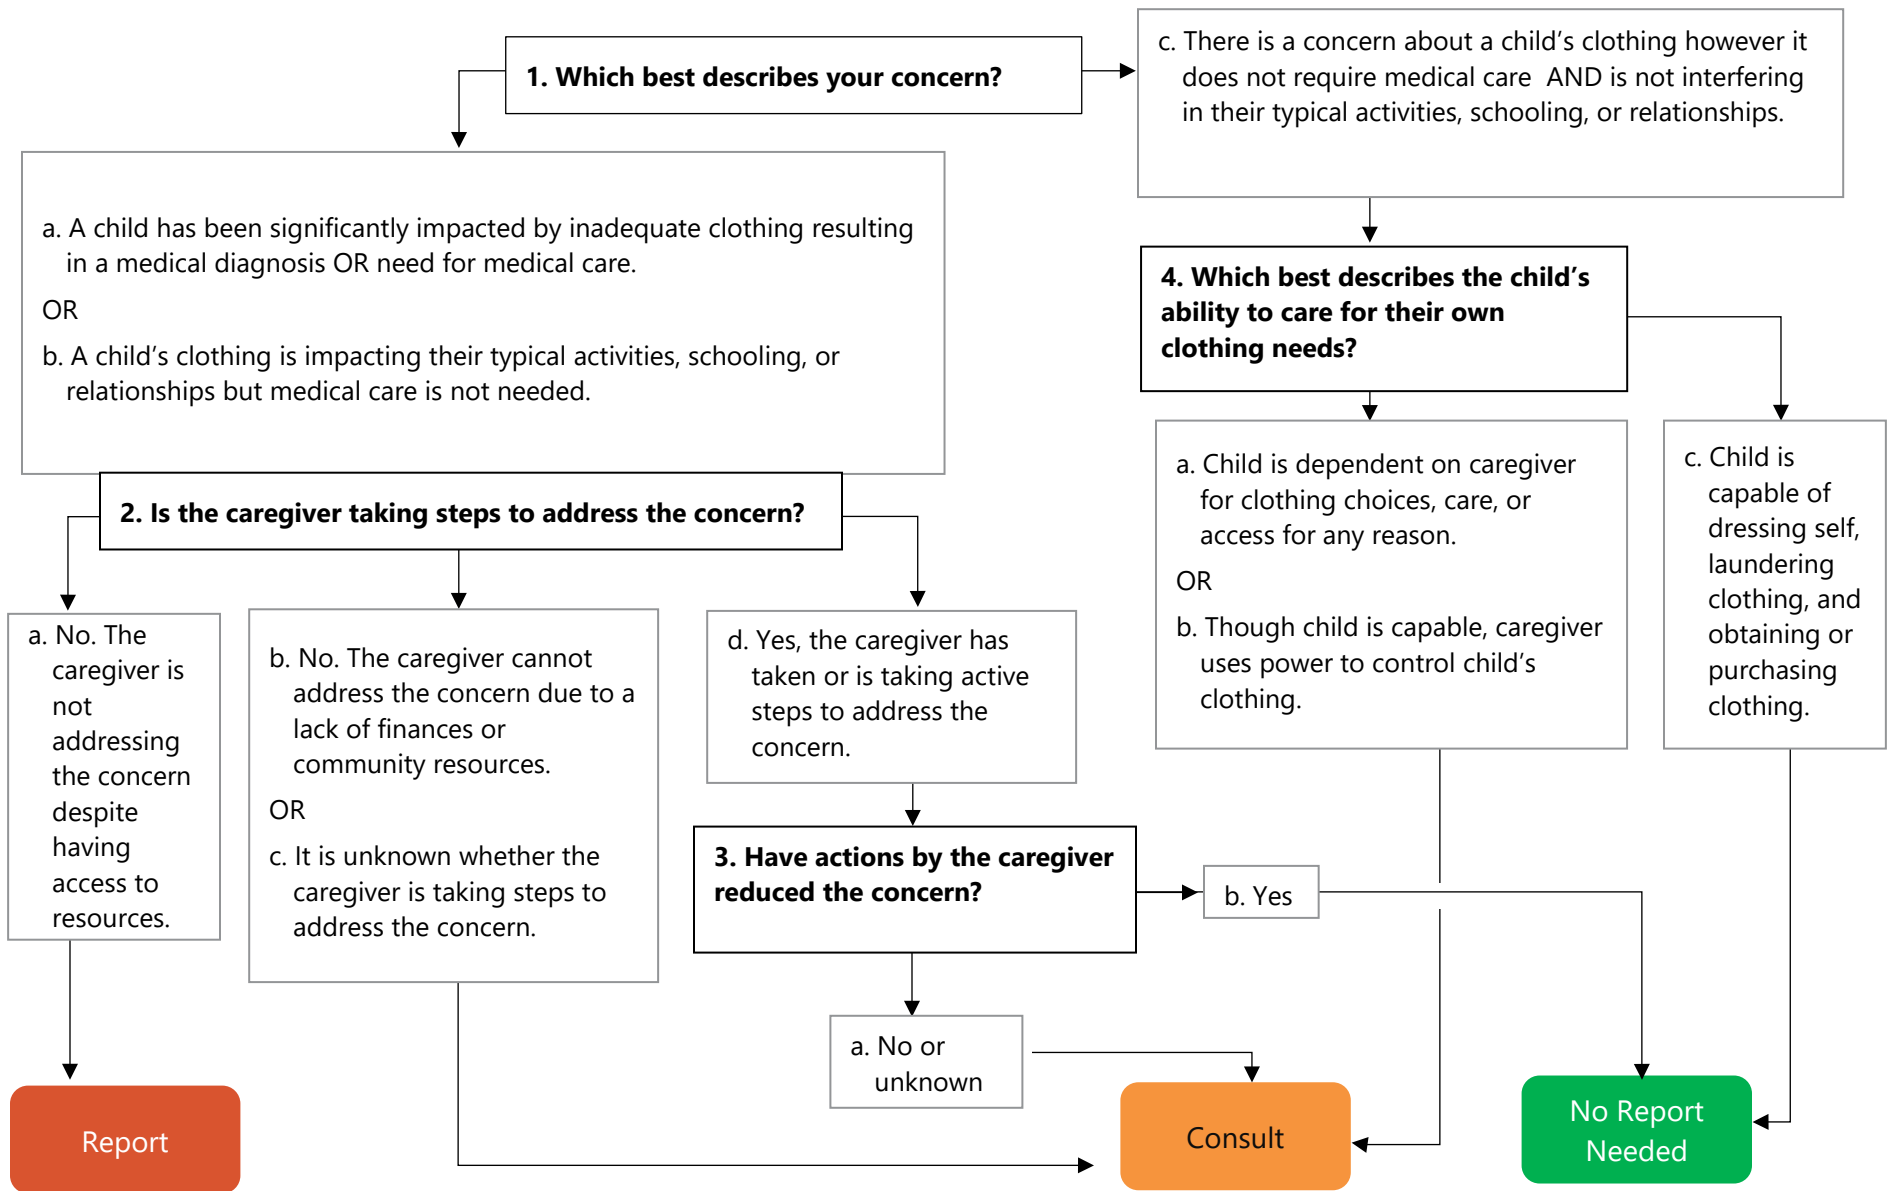 1. Which best describes your concern?
c. There is a concern about a child’s clothing however it
does not require medical care  AND is not interfering
in their typical activities, schooling, or relationships.
a. A child has been significantly impacted by inadequate clothing resulting
in a medical diagnosis OR need for medical care.
OR
b. A child’s clothing is impacting their typical activities, schooling, or
relationships but medical care is not needed.
4. Which best describes the child’s
ability to care for their own
clothing needs?
2. Is the caregiver taking steps to address the concern?
a. Child is dependent on caregiver
for clothing choices, care, or
access for any reason.
OR
b. Though child is capable, caregiver
uses power to control child’s
clothing.
c. Child is
capable of
dressing self,
laundering
clothing, and
obtaining or
purchasing
clothing.
a. No. The
caregiver is
not
addressing
the concern
despite
having
access to
resources.
b. No. The caregiver cannot
address the concern due to a
lack of finances or
community resources.
OR
c. It is unknown whether the
caregiver is taking steps to
address the concern.
d. Yes, the caregiver has
taken or is taking active
steps to address the
concern.
3. Have actions by the caregiver
reduced the concern?
b. Yes
a. No or
unknown
Report
Consult
No Report
Needed